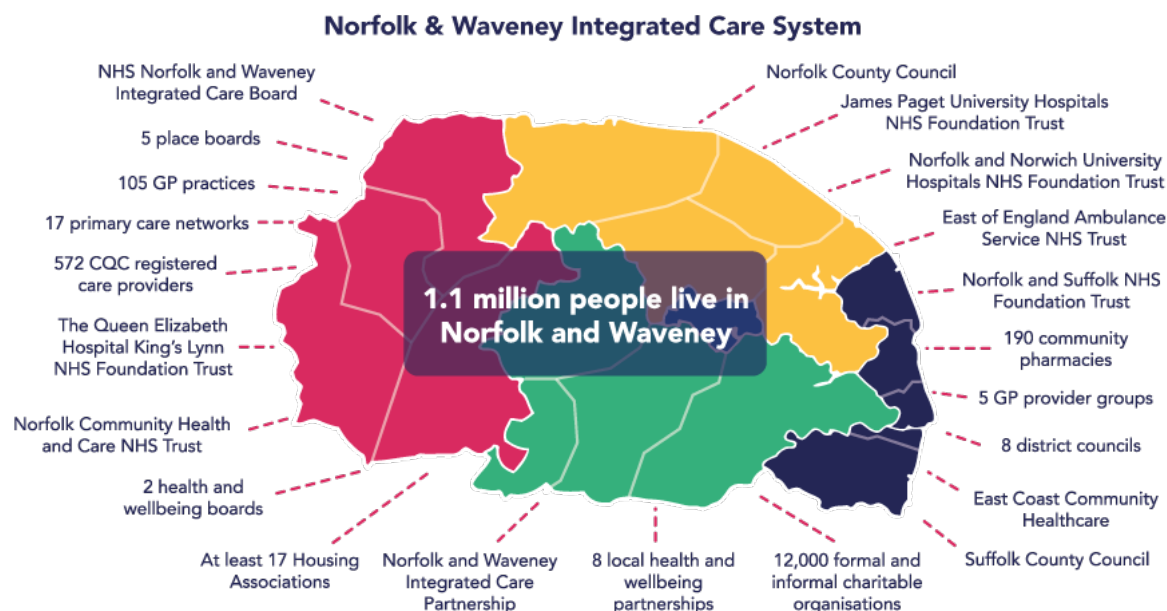 Norfolk & Waveney Integrated Care System
NHS Norfolk and Waveney
Integrated Care Board
5 place boards
105 GP practices
17 primary care networks
572 CQC registered
care providers
The Queen Elizabeth
Hospital King's Lynn
NHS Foundation Trust
Norfolk Community Health
and Care NHS Trust
2 health and
wellbeing boards
At least 17 Housing
Associations
Norfolk and Waveney
Integrated Care
Partnership
8 local health and
wellbeing
partnerships
12,000 formal and
informal charitable
organisations
1.1 million people live in
Norfolk and Waveney
Norfolk County Council
James Paget University Hospitals
NHS Foundation Trust
Norfolk and Norwich University
Hospitals NHS Foundation Trust
East of England Ambulance
Service NHS Trust
Norfolk and Suffolk NHS
Foundation Trust
190 community
pharmacies
5 GP provider groups
8 district councils
East Coast Community
Healthcare
Suffolk County Council